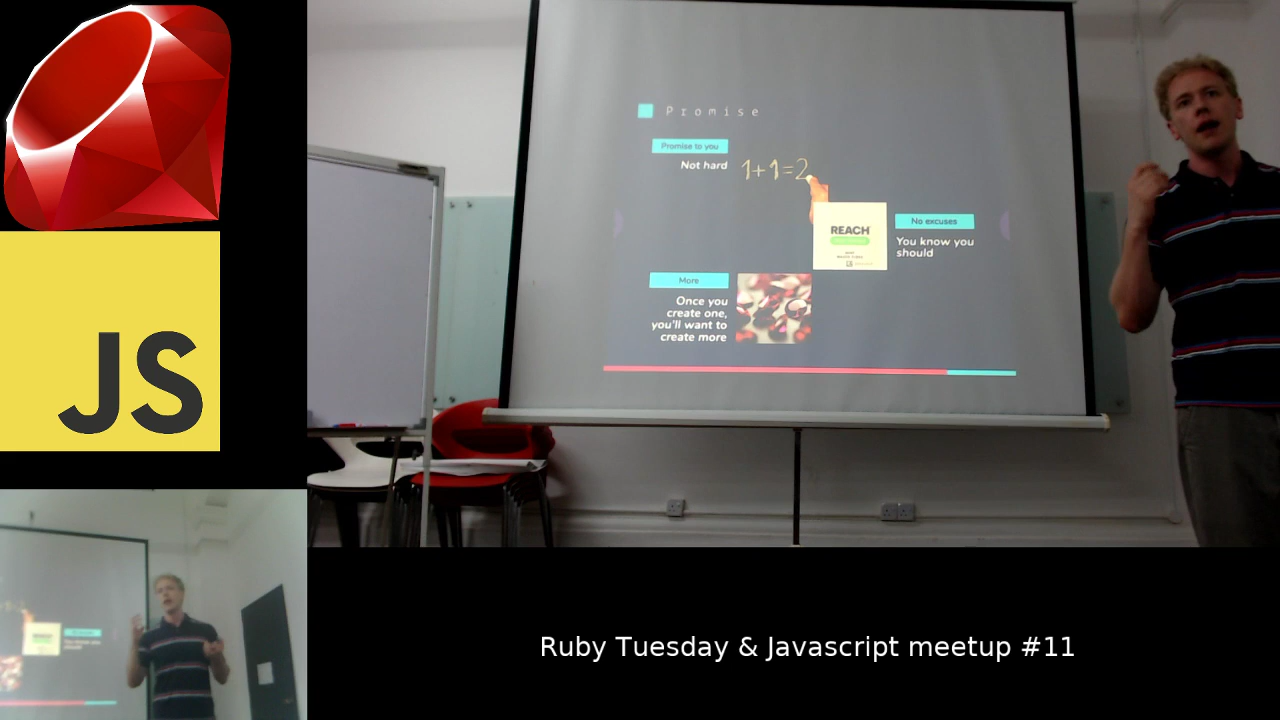 JS
Promise
Promise to you
Not hard
1+1=2
REACH
No excuses
You know you
should
More
Once you
create one,
you'll want to
create more
Ruby Tuesday & Javascript meetup #11